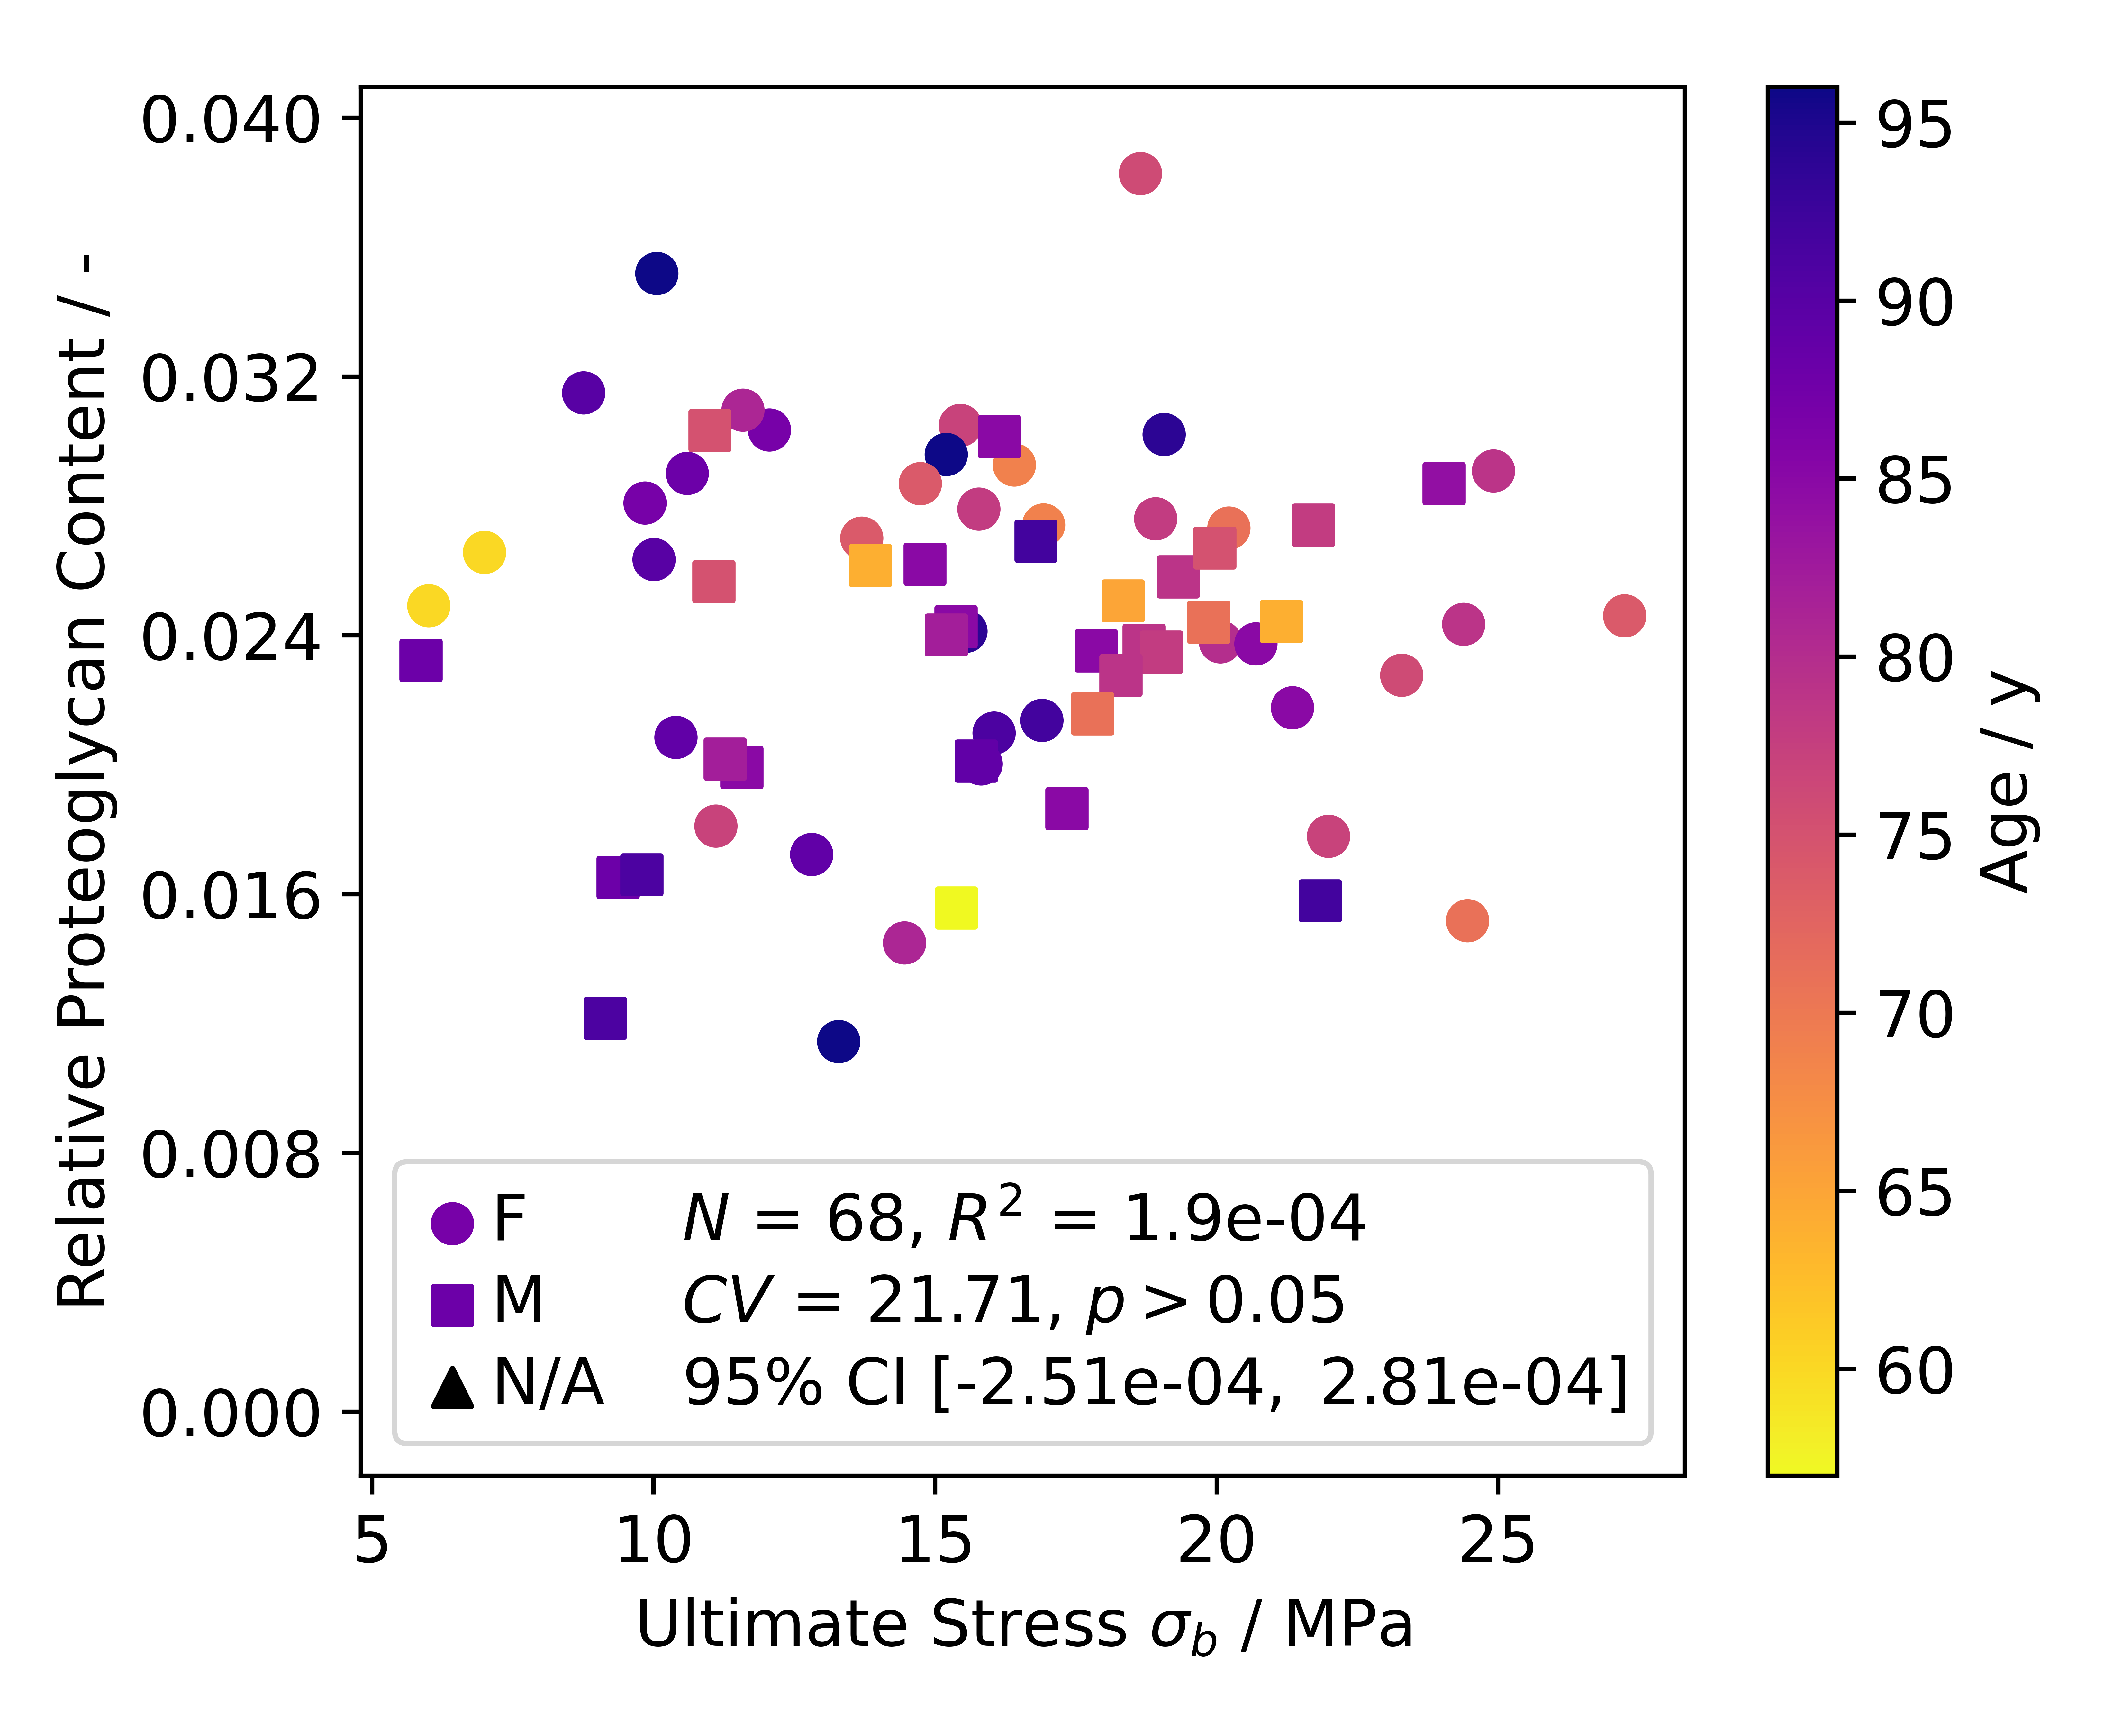 Relative Proteoglycan Content / -
0.040
0.032
0.024
0.016
0.008
0.000
F N = 68, R² = 1.9e-04
M CV = 21.71, p > 0.05
N/A 95% CI [-2.51e-04, 2.81e-04]
5 10 15 20 25
Ultimate Stress σ_b / MPa
95
90
85
80
75
70
65
60
Age / y